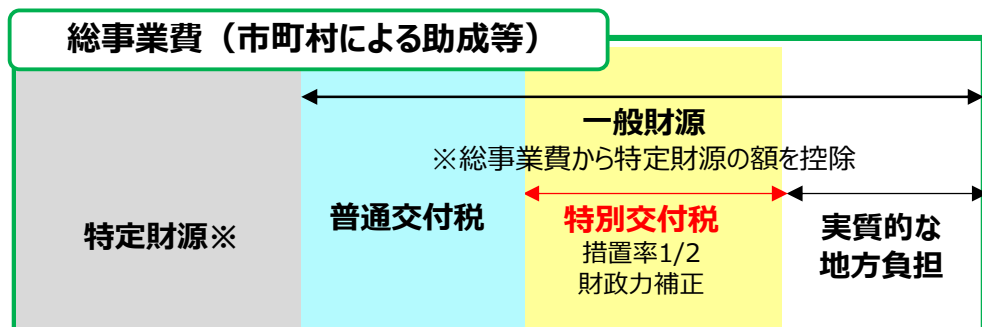 総事業費（市町村による助成等）
一般財源
※総事業費から特定財源の額を控除
特定財源※
普通交付税
特別交付税
措置率1/2
財政力補正
実質的な
地方負担